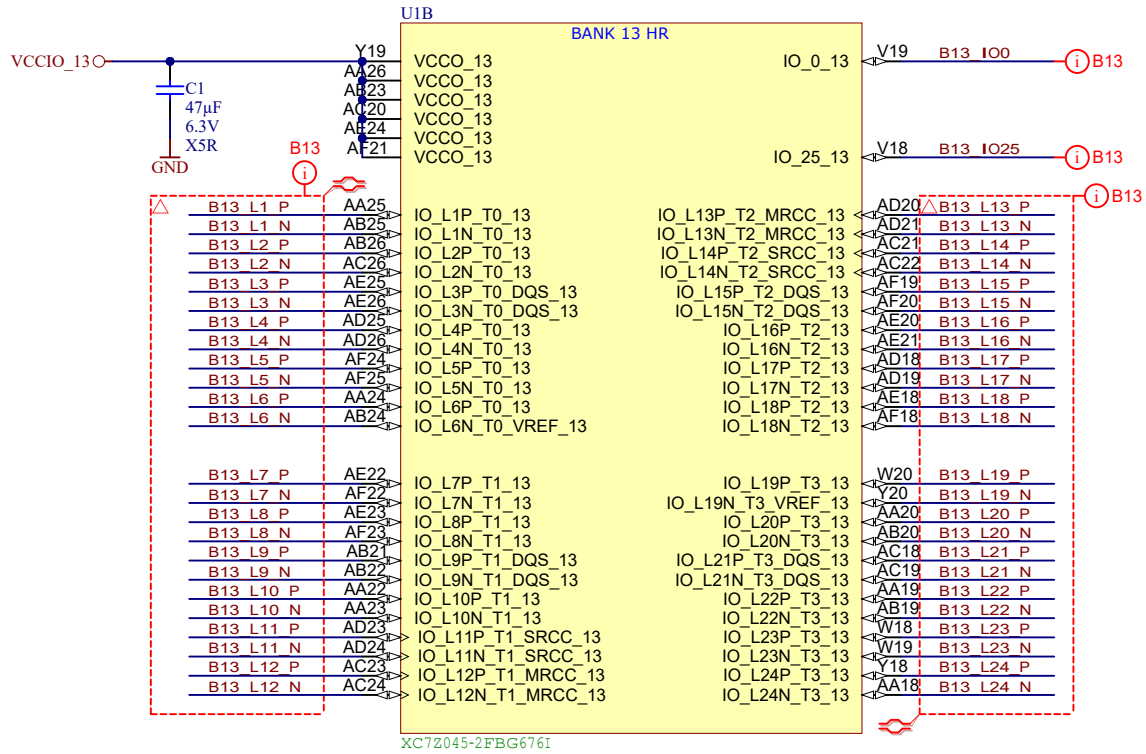 U1B
BANK 13 HR
VCCIO_13
C1
47µF
6.3V
X5R
GND
Y19 VCCO_13
AA26 VCCO_13
AB23 VCCO_13
AC20 VCCO_13
AE24 VCCO_13
AF21 VCCO_13
IO_0_13 V19 B13_IO0 i B13
IO_25_13 V18 B13_IO25 i B13
B13 i
i B13
B13_L1_P AA25 IO_L1P_T0_13 IO_L13P_T2_MRCC_13 AD20 B13_L13_P
B13_L1_N AB25 IO_L1N_T0_13 IO_L13N_T2_MRCC_13 AD21 B13_L13_N
B13_L2_P AB26 IO_L2P_T0_13 IO_L14P_T2_SRCC_13 AC21 B13_L14_P
B13_L2_N AC26 IO_L2N_T0_13 IO_L14N_T2_SRCC_13 AC22 B13_L14_N
B13_L3_P AE25 IO_L3P_T0_DQS_13 IO_L15P_T2_DQS_13 AF19 B13_L15_P
B13_L3_N AE26 IO_L3N_T0_DQS_13 IO_L15N_T2_DQS_13 AF20 B13_L15_N
B13_L4_P AD25 IO_L4P_T0_13 IO_L16P_T2_13 AE20 B13_L16_P
B13_L4_N AD26 IO_L4N_T0_13 IO_L16N_T2_13 AE21 B13_L16_N
B13_L5_P AF24 IO_L5P_T0_13 IO_L17P_T2_13 AD18 B13_L17_P
B13_L5_N AF25 IO_L5N_T0_13 IO_L17N_T2_13 AD19 B13_L17_N
B13_L6_P AA24 IO_L6P_T0_13 IO_L18P_T2_13 AE18 B13_L18_P
B13_L6_N AB24 IO_L6N_T0_VREF_13 IO_L18N_T2_13 AF18 B13_L18_N
B13_L7_P AE22 IO_L7P_T1_13 IO_L19P_T3_13 W20 B13_L19_P
B13_L7_N AF22 IO_L7N_T1_13 IO_L19N_T3_VREF_13 Y20 B13_L19_N
B13_L8_P AE23 IO_L8P_T1_13 IO_L20P_T3_13 AA20 B13_L20_P
B13_L8_N AF23 IO_L8N_T1_13 IO_L20N_T3_13 AB20 B13_L20_N
B13_L9_P AB21 IO_L9P_T1_DQS_13 IO_L21P_T3_DQS_13 AC18 B13_L21_P
B13_L9_N AB22 IO_L9N_T1_DQS_13 IO_L21N_T3_DQS_13 AC19 B13_L21_N
B13_L10_P AA22 IO_L10P_T1_13 IO_L22P_T3_13 AA19 B13_L22_P
B13_L10_N AA23 IO_L10N_T1_13 IO_L22N_T3_13 AB19 B13_L22_N
B13_L11_P AD23 IO_L11P_T1_SRCC_13 IO_L23P_T3_13 W18 B13_L23_P
B13_L11_N AD24 IO_L11N_T1_SRCC_13 IO_L23N_T3_13 W19 B13_L23_N
B13_L12_P AC23 IO_L12P_T1_MRCC_13 IO_L24P_T3_13 Y18 B13_L24_P
B13_L12_N AC24 IO_L12N_T1_MRCC_13 IO_L24N_T3_13 AA18 B13_L24_N
XC7Z045-2FBG676I